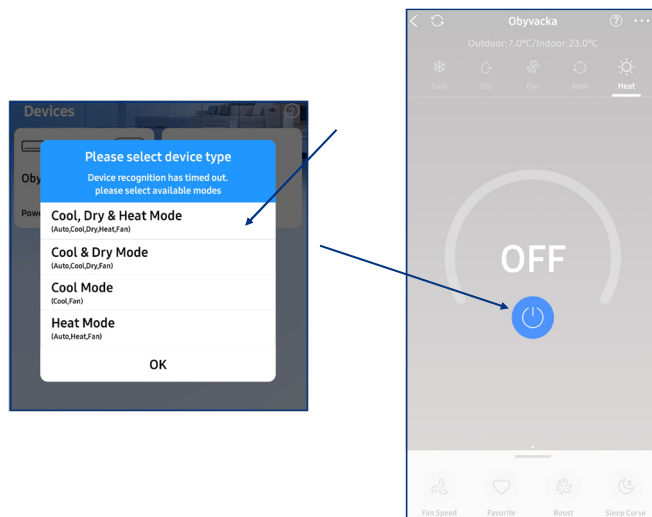 Devices
Oby
Powe
Please select device type
Device recognition has timed out.
please select available modes
Cool, Dry & Heat Mode
(Auto,Cool,Dry,Heat,Fan)
Cool & Dry Mode
(Auto,Cool,Dry,Fan)
Cool Mode
(Cool,Fan)
Heat Mode
(Auto,Heat,Fan)
OK
Obyvacka
Outdoor:7.0°C/Indoor:23.0°C
Cool Dry Fan Auto Heat
OFF
Fan Speed Favorite Boost Sleep Curve